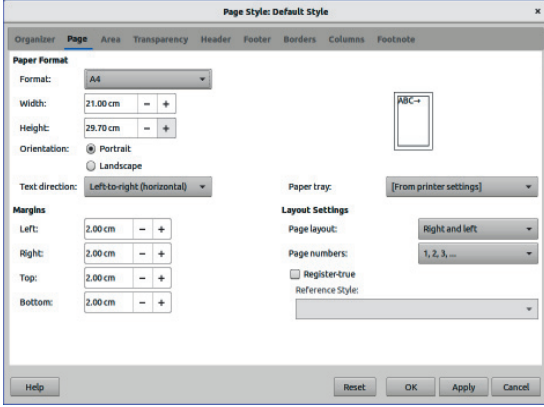 Page Style: Default Style ×
Organizer Page Area Transparency Header Footer Borders Columns Footnote
Paper Format
Format: A4
Width: 21.00 cm - +
Height: 29.70 cm - +
Orientation: Portrait
Landscape
ABC→
Text direction: Left-to-right (horizontal)
Paper tray: [From printer settings]
Margins
Left: 2.00 cm - +
Right: 2.00 cm - +
Top: 2.00 cm - +
Bottom: 2.00 cm - +
Layout Settings
Page layout: Right and left
Page numbers: 1, 2, 3, ...
Register-true
Reference Style:
Help Reset OK Apply Cancel